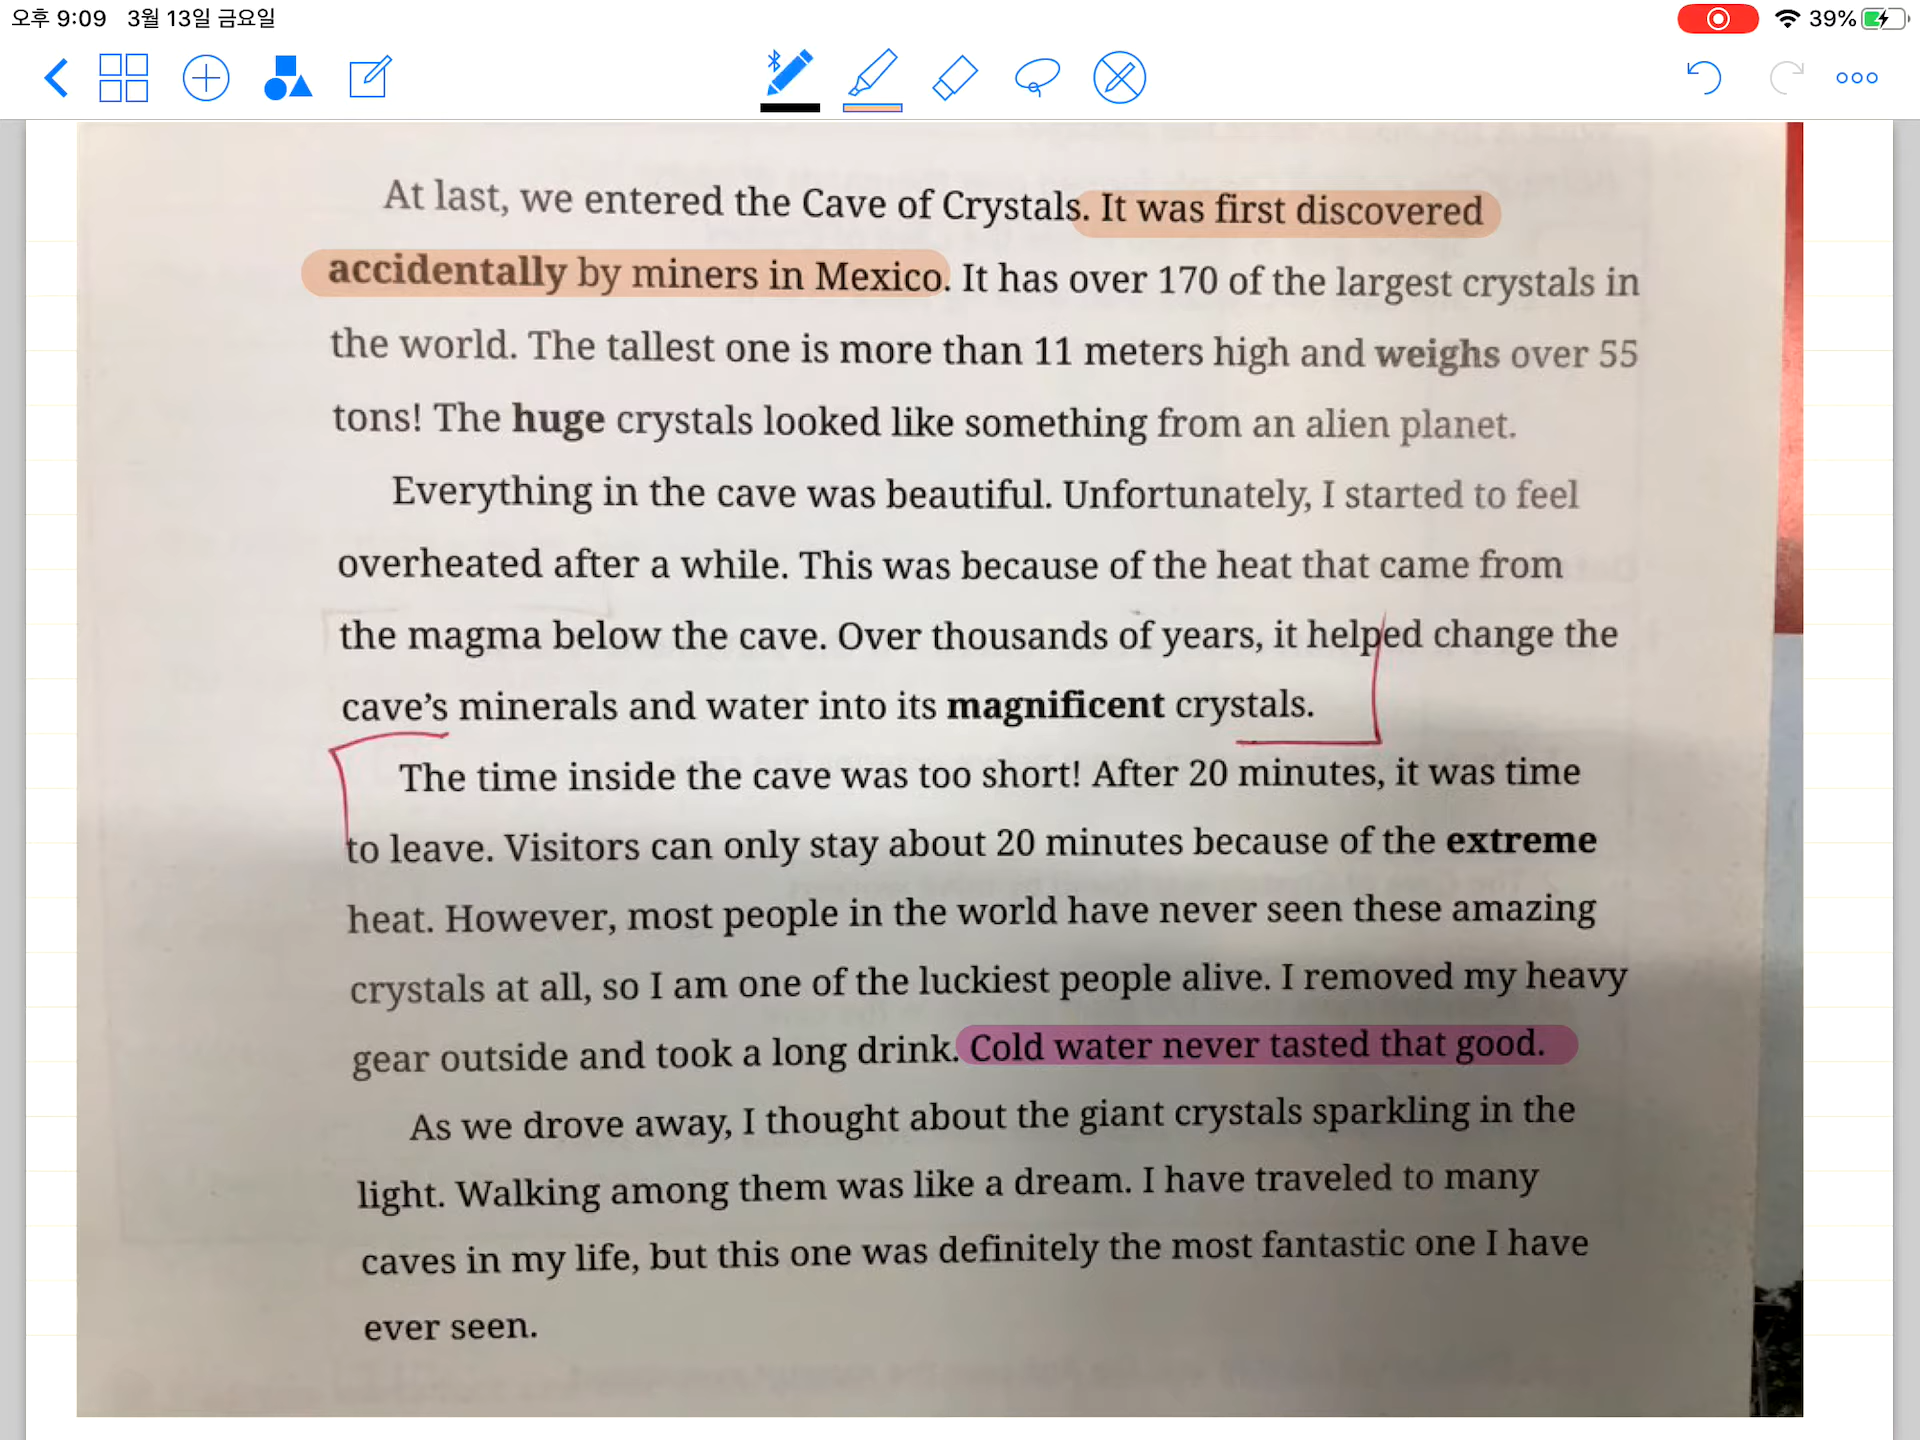 오후 9:09 3월 13일 금요일
39%
At last, we entered the Cave of Crystals. It was first discovered
accidentally by miners in Mexico. It has over 170 of the largest crystals in
the world. The tallest one is more than 11 meters high and weighs over 55
tons! The huge crystals looked like something from an alien planet.
Everything in the cave was beautiful. Unfortunately, I started to feel
overheated after a while. This was because of the heat that came from
the magma below the cave. Over thousands of years, it helped change the
cave's minerals and water into its magnificent crystals.
The time inside the cave was too short! After 20 minutes, it was time
to leave. Visitors can only stay about 20 minutes because of the extreme
heat. However, most people in the world have never seen these amazing
crystals at all, so I am one of the luckiest people alive. I removed my heavy
gear outside and took a long drink. Cold water never tasted that good.
As we drove away, I thought about the giant crystals sparkling in the
light. Walking among them was like a dream. I have traveled to many
caves in my life, but this one was definitely the most fantastic one I have
ever seen.